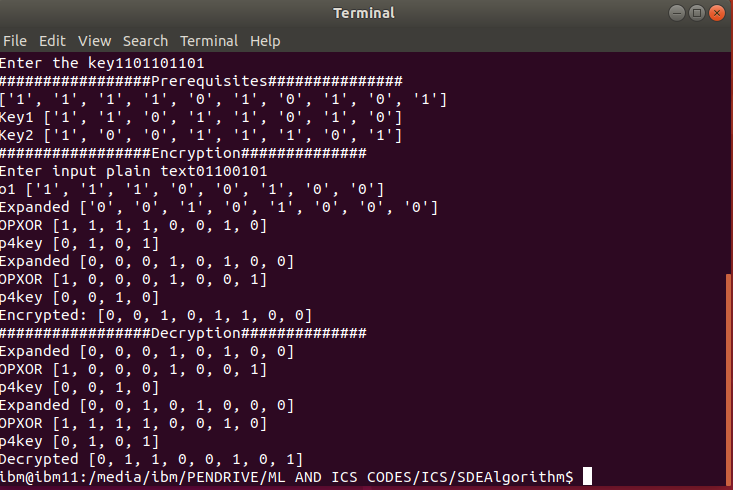 Terminal
File Edit View Search Terminal Help
Enter the key1101101101
#################Prerequisites###############
['1', '1', '1', '1', '0', '1', '0', '1', '0', '1']
Key1 ['1', '1', '0', '1', '1', '0', '1', '0']
Key2 ['1', '0', '0', '1', '1', '1', '0', '1']
#################Encryption##############
Enter input plain text01100101
o1 ['1', '1', '1', '0', '0', '1', '0', '0']
Expanded ['0', '0', '1', '0', '1', '0', '0', '0']
OPXOR [1, 1, 1, 1, 0, 0, 1, 0]
p4key [0, 1, 0, 1]
Expanded [0, 0, 0, 1, 0, 1, 0, 0]
OPXOR [1, 0, 0, 0, 1, 0, 0, 1]
p4key [0, 0, 1, 0]
Encrypted: [0, 0, 1, 0, 1, 1, 0, 0]
#################Decryption##############
Expanded [0, 0, 0, 1, 0, 1, 0, 0]
OPXOR [1, 0, 0, 0, 1, 0, 0, 1]
p4key [0, 0, 1, 0]
Expanded [0, 0, 1, 0, 1, 0, 0, 0]
OPXOR [1, 1, 1, 1, 0, 0, 1, 0]
p4key [0, 1, 0, 1]
Decrypted [0, 1, 1, 0, 0, 1, 0, 1]
ibm@ibm11:/media/ibm/PENDRIVE/ML AND ICS CODES/ICS/SDEAlgorithm$